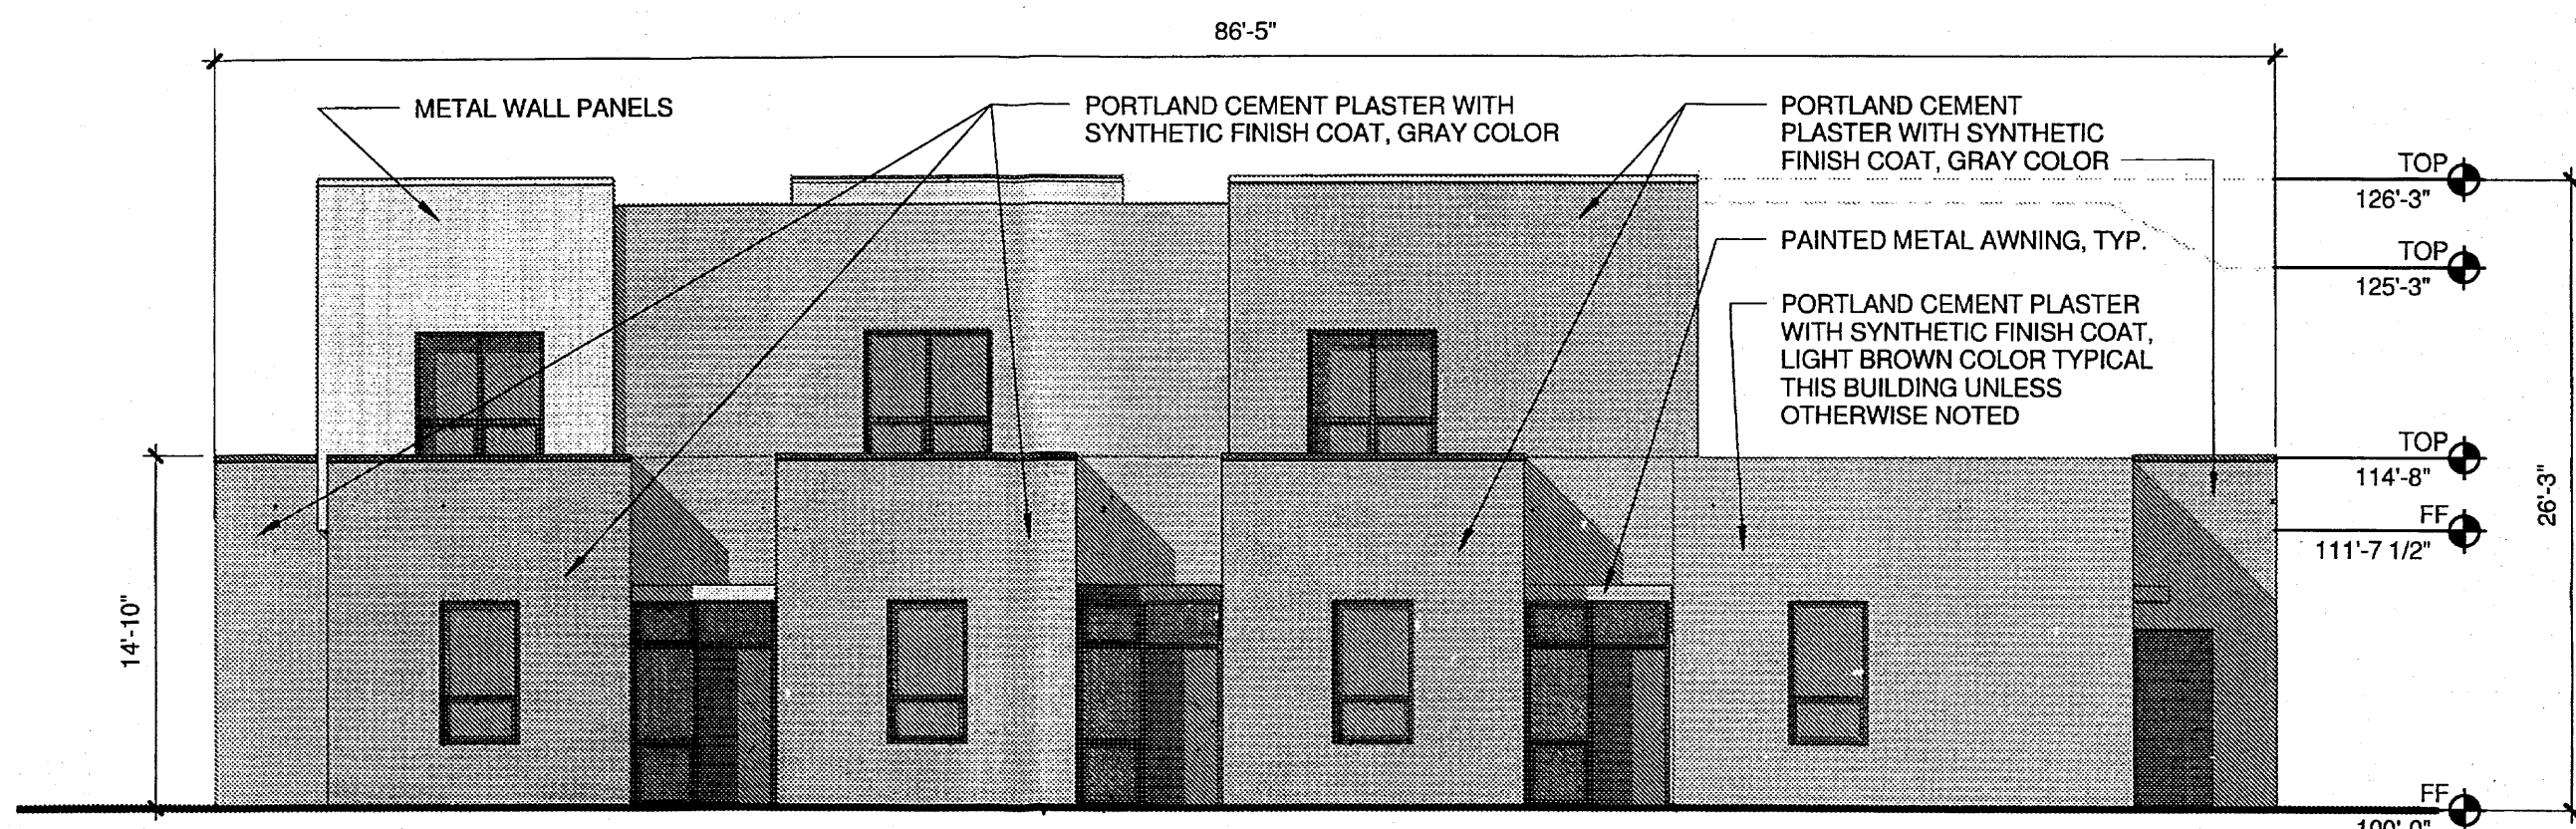 86'-5"
METAL WALL PANELS
PORTLAND CEMENT PLASTER WITH
SYNTHETIC FINISH COAT, GRAY COLOR
PORTLAND CEMENT
PLASTER WITH SYNTHETIC
FINISH COAT, GRAY COLOR
PAINTED METAL AWNING, TYP.
PORTLAND CEMENT PLASTER
WITH SYNTHETIC FINISH COAT,
LIGHT BROWN COLOR TYPICAL
THIS BUILDING UNLESS
OTHERWISE NOTED
TOP
126'-3"
TOP
125'-3"
TOP
114'-8"
FF
111'-7 1/2"
FF
100'-0"
26'-3"
14'-10"